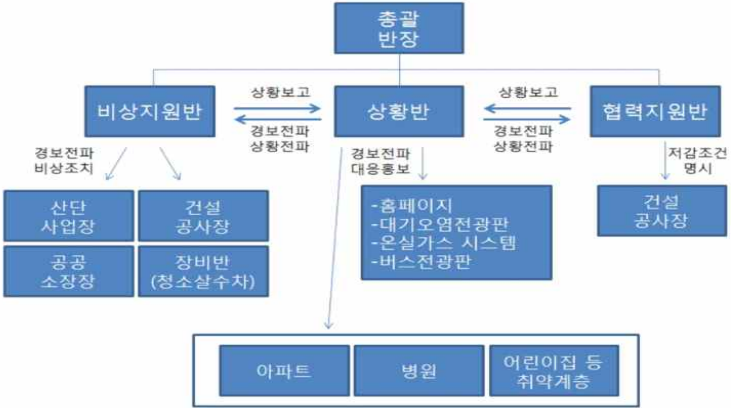 총괄
반장
비상지원반
상황보고
경보전파
상황전파
상황반
상황보고
경보전파
상황전파
협력지원반
경보전파
비상조치
경보전파
대응홍보
저감조건
명시
산단
사업장
건설
공사장
공공
소장장
장비반
(청소살수차)
-홈페이지
-대기오염전광판
-온실가스 시스템
-버스전광판
건설
공사장
아파트
병원
어린이집 등
취약계층